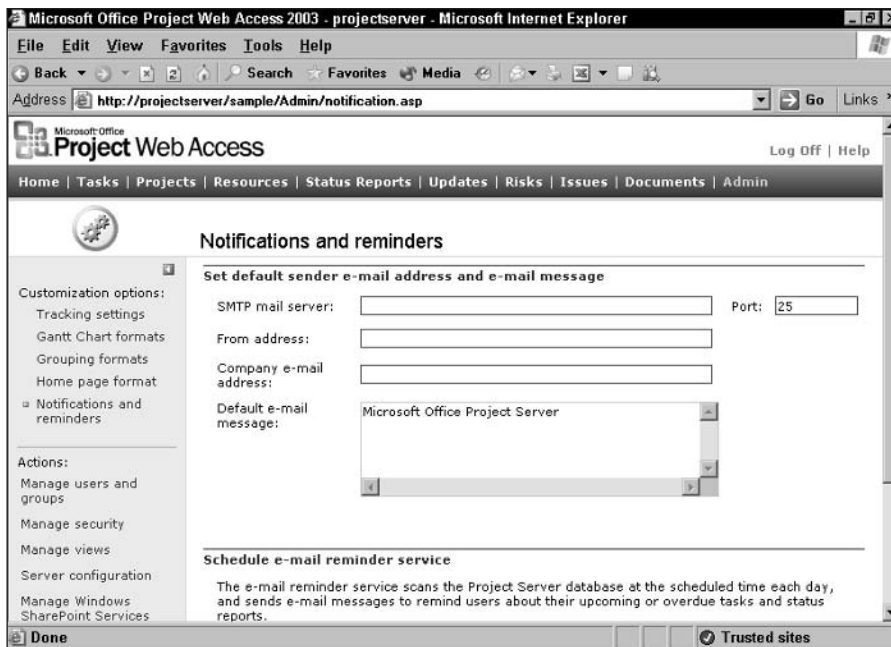 Microsoft Office Project Web Access 2003 - projectserver - Microsoft Internet Explorer
File Edit View Favorites Tools Help
Back Search Favorites Media
Address http://projectserver/sample/Admin/notification.asp Go Links
Microsoft Office
Project Web Access
Log Off | Help
Home | Tasks | Projects | Resources | Status Reports | Updates | Risks | Issues | Documents | Admin
Notifications and reminders
Customization options:
Tracking settings
Gantt Chart formats
Grouping formats
Home page format
Notifications and
reminders
Actions:
Manage users and
groups
Manage security
Manage views
Server configuration
Manage Windows
SharePoint Services
Set default sender e-mail address and e-mail message
SMTP mail server: Port: 25
From address:
Company e-mail
address:
Default e-mail
message:
Microsoft Office Project Server
Schedule e-mail reminder service
The e-mail reminder service scans the Project Server database at the scheduled time each day,
and sends e-mail messages to remind users about their upcoming or overdue tasks and status
reports.
Done Trusted sites